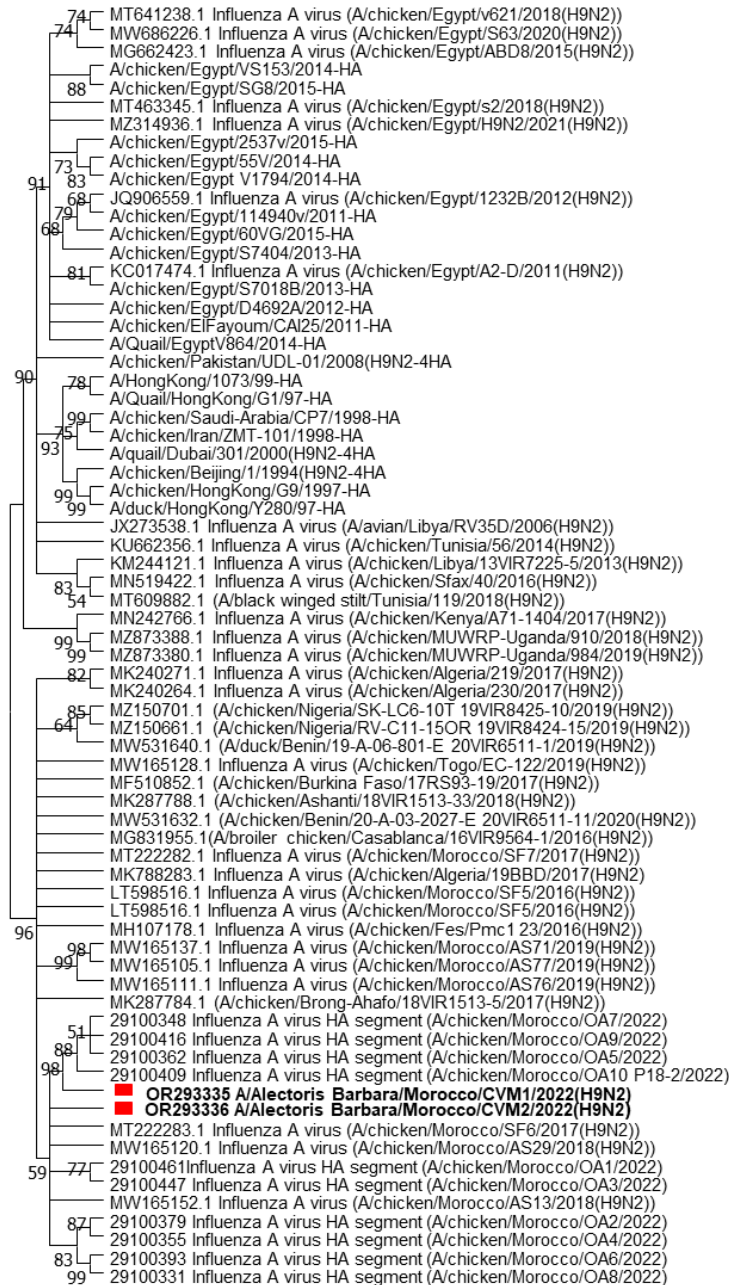 74
MT641238.1 Influenza A virus (A/chicken/Egypt/v621/2018(H9N2))
74
MW686226.1 Influenza A virus (A/chicken/Egypt/S63/2020(H9N2))
MG662423.1 Influenza A virus (A/chicken/Egypt/ABD8/2015(H9N2))
A/chicken/Egypt/VS153/2014-HA
88
A/chicken/Egypt/SG8/2015-HA
MT463345.1 Influenza A virus (A/chicken/Egypt/s2/2018(H9N2))
MZ314936.1 Influenza A virus (A/chicken/Egypt/H9N2/2021(H9N2))
A/chicken/Egypt/2537v/2015-HA
73
A/chicken/Egypt/55V/2014-HA
83
A/chicken/Egypt V1794/2014-HA
91
68
JQ906559.1 Influenza A virus (A/chicken/Egypt/1232B/2012(H9N2))
79
A/chicken/Egypt/114940v/2011-HA
68
A/chicken/Egypt/60VG/2015-HA
A/chicken/Egypt/S7404/2013-HA
81
KC017474.1 Influenza A virus (A/chicken/Egypt/A2-D/2011(H9N2))
A/chicken/Egypt/S7018B/2013-HA
A/chicken/Egypt/D4692A/2012-HA
A/chicken/ElFayoum/CAI25/2011-HA
A/Quail/EgyptV864/2014-HA
A/chicken/Pakistan/UDL-01/2008(H9N2-4HA
90
78
A/HongKong/1073/99-HA
A/Quail/HongKong/G1/97-HA
99
A/chicken/Saudi-Arabia/CP7/1998-HA
75
A/chicken/Iran/ZMT-101/1998-HA
93
A/quail/Dubai/301/2000(H9N2-4HA
A/chicken/Beijing/1/1994(H9N2-4HA
99
A/chicken/HongKong/G9/1997-HA
99
A/duck/HongKong/Y280/97-HA
JX273538.1 Influenza A virus (A/avian/Libya/RV35D/2006(H9N2))
KU662356.1 Influenza A virus (A/chicken/Tunisia/56/2014(H9N2))
KM244121.1 Influenza A virus (A/chicken/Libya/13VIR7225-5/2013(H9N2))
83
MN519422.1 Influenza A virus (A/chicken/Sfax/40/2016(H9N2))
54
MT609882.1 (A/black winged stilt/Tunisia/119/2018(H9N2))
MN242766.1 Influenza A virus (A/chicken/Kenya/A71-1404/2017(H9N2))
99
MZ873388.1 Influenza A virus (A/chicken/MUWRP-Uganda/910/2018(H9N2))
99
MZ873380.1 Influenza A virus (A/chicken/MUWRP-Uganda/984/2019(H9N2))
82
MK240271.1 Influenza A virus (A/chicken/Algeria/219/2017(H9N2))
MK240264.1 Influenza A virus (A/chicken/Algeria/230/2017(H9N2))
85
MZ150701.1 (A/chicken/Nigeria/SK-LC6-10T 19VIR8425-10/2019(H9N2))
64
MZ150661.1 (A/chicken/Nigeria/RV-C11-15OR 19VIR8424-15/2019(H9N2))
MW531640.1 (A/duck/Benin/19-A-06-801-E 20VIR6511-1/2019(H9N2))
MW165128.1 Influenza A virus (A/chicken/Togo/EC-122/2019(H9N2))
MF510852.1 (A/chicken/Burkina Faso/17RS93-19/2017(H9N2))
MK287788.1 (A/chicken/Ashanti/18VIR1513-33/2018(H9N2))
MW531632.1 (A/chicken/Benin/20-A-03-2027-E 20VIR6511-11/2020(H9N2))
MG831955.1(A/broiler chicken/Casablanca/16VIR9564-1/2016(H9N2))
MT222282.1 Influenza A virus (A/chicken/Morocco/SF7/2017(H9N2))
MK788283.1 Influenza A virus (A/chicken/Algeria/19BBD/2017(H9N2)
LT598516.1 Influenza A virus (A/chicken/Morocco/SF5/2016(H9N2))
LT598516.1 Influenza A virus (A/chicken/Morocco/SF5/2016(H9N2))
96
MH107178.1 Influenza A virus (A/chicken/Fes/Pmc1 23/2016(H9N2))
98
MW165137.1 Influenza A virus (A/chicken/Morocco/AS71/2019(H9N2))
99
MW165105.1 Influenza A virus (A/chicken/Morocco/AS77/2019(H9N2))
MW165111.1 Influenza A virus (A/chicken/Morocco/AS76/2019(H9N2))
MK287784.1 (A/chicken/Brong-Ahafo/18VIR1513-5/2017(H9N2))
29100348 Influenza A virus HA segment (A/chicken/Morocco/OA7/2022)
51
29100416 Influenza A virus HA segment (A/chicken/Morocco/OA9/2022)
88
29100362 Influenza A virus HA segment (A/chicken/Morocco/OA5/2022)
98
29100409 Influenza A virus HA segment (A/chicken/Morocco/OA10 P18-2/2022)
OR293335 A/Alectoris Barbara/Morocco/CVM1/2022(H9N2)
OR293336 A/Alectoris Barbara/Morocco/CVM2/2022(H9N2)
MT222283.1 Influenza A virus (A/chicken/Morocco/SF6/2017(H9N2))
MW165120.1 Influenza A virus (A/chicken/Morocco/AS29/2018(H9N2))
59
77
29100461Influenza A virus HA segment (A/chicken/Morocco/OA1/2022)
29100447 Influenza A virus HA segment (A/chicken/Morocco/OA3/2022)
MW165152.1 Influenza A virus (A/chicken/Morocco/AS13/2018(H9N2))
87
29100379 Influenza A virus HA segment (A/chicken/Morocco/OA2/2022)
29100355 Influenza A virus HA segment (A/chicken/Morocco/OA4/2022)
83
29100393 Influenza A virus HA segment (A/chicken/Morocco/OA6/2022)
99
29100331 Influenza A virus HA segment (A/chicken/Morocco/OA8/2022)